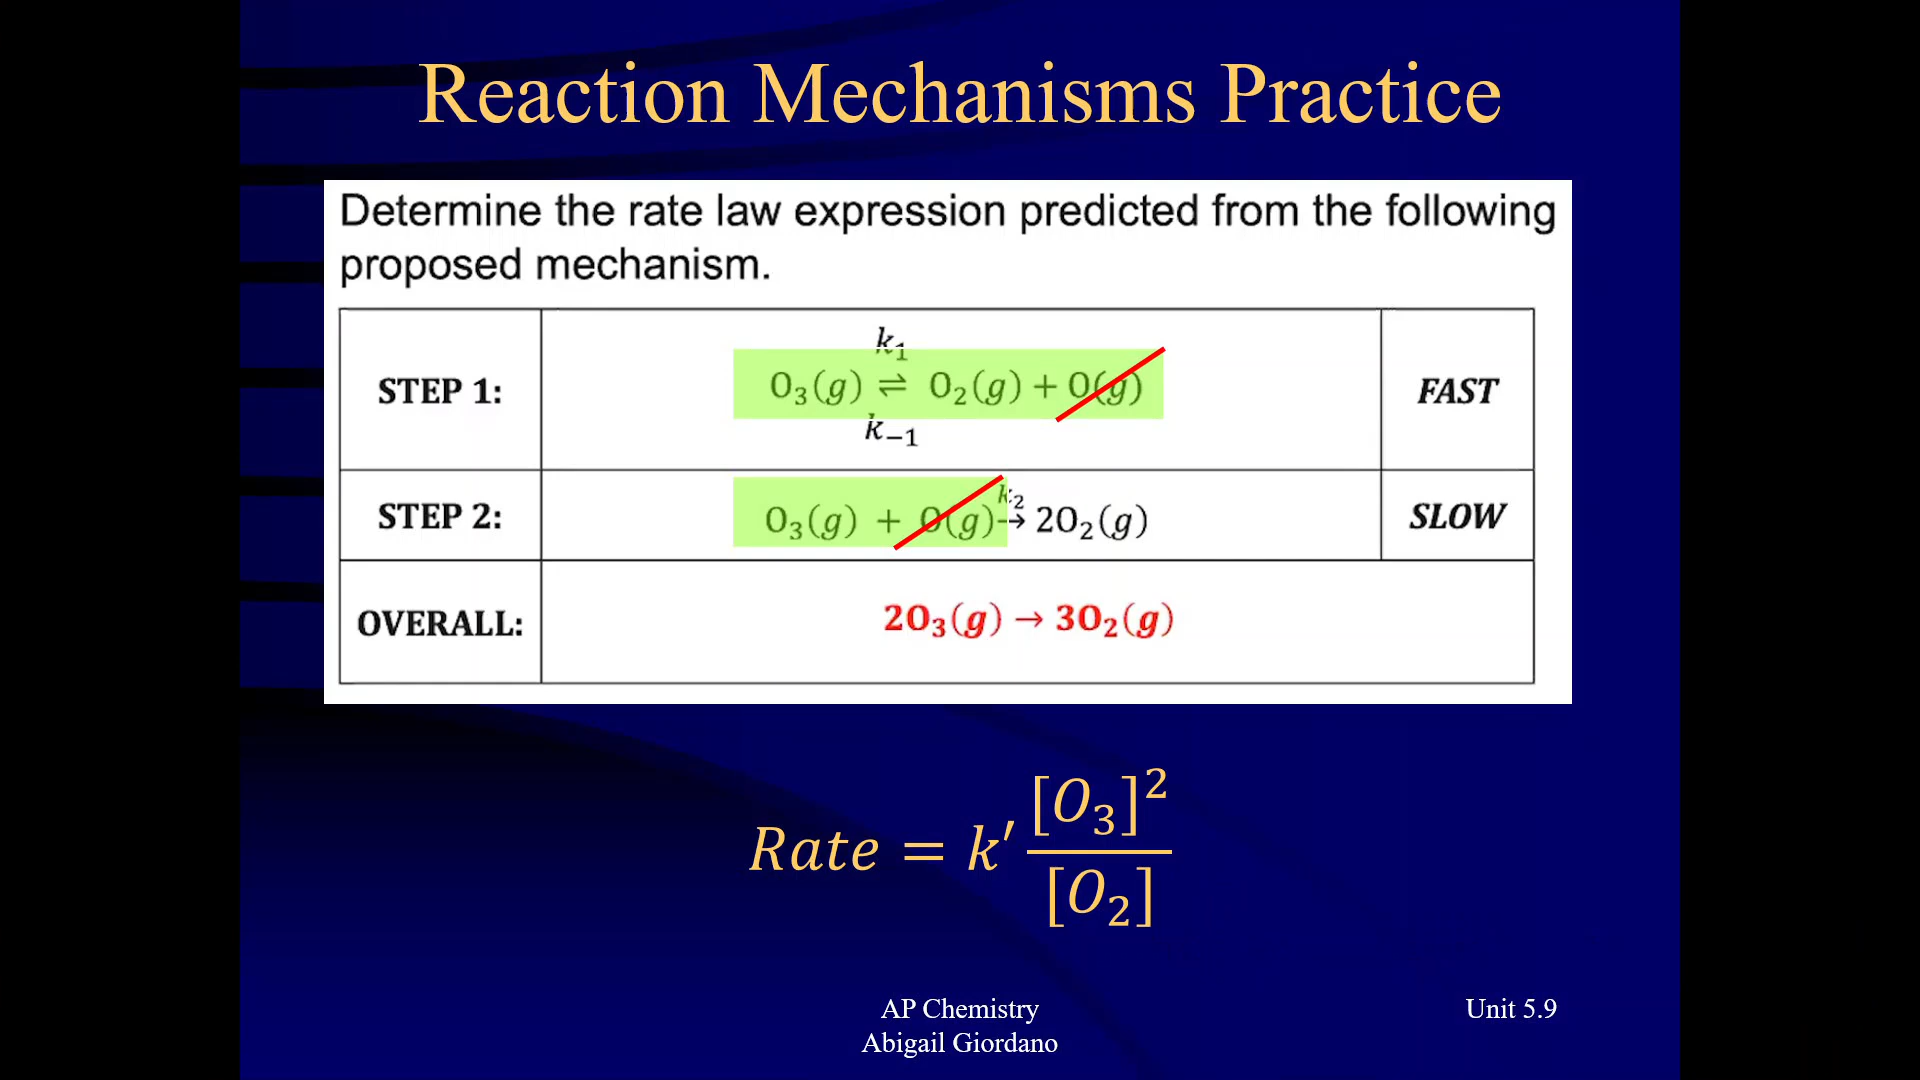 Reaction Mechanisms Practice
Determine the rate law expression predicted from the following
proposed mechanism.
k₁
STEP 1: O₃(g) ⇌ O₂(g) + O(g) FAST
k₋₁
k₂
STEP 2: O₃(g) + O(g) → 2O₂(g) SLOW
OVERALL: 2O₃(g) → 3O₂(g)
Rate = k′ [O₃]² / [O₂]
AP Chemistry
Abigail Giordano
Unit 5.9